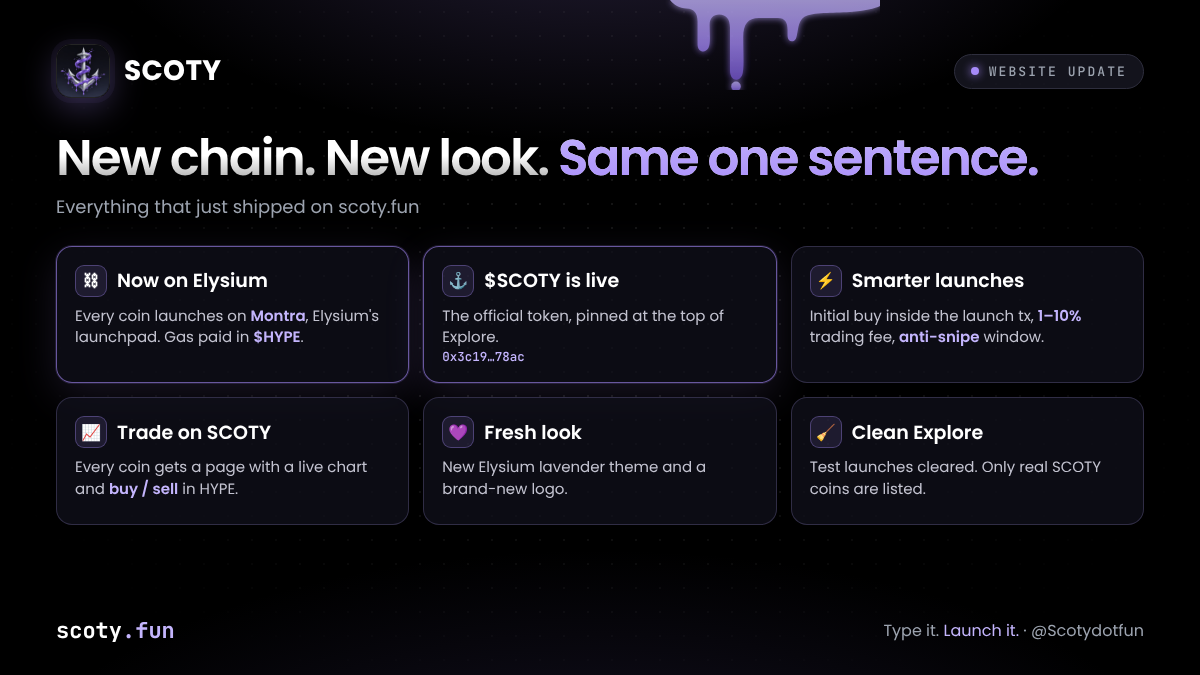 SCOTY
WEBSITE UPDATE
New chain. New look. Same one sentence.
Everything that just shipped on scoty.fun
Now on Elysium
Every coin launches on Montra, Elysium's
launchpad. Gas paid in $HYPE.
$SCOTY is live
The official token, pinned at the top of
Explore.
0x3c19…78ac
Smarter launches
Initial buy inside the launch tx, 1–10%
trading fee, anti-snipe window.
Trade on SCOTY
Every coin gets a page with a live chart
and buy / sell in HYPE.
Fresh look
New Elysium lavender theme and a
brand-new logo.
Clean Explore
Test launches cleared. Only real SCOTY
coins are listed.
scoty.fun
Type it. Launch it. · @Scotydotfun